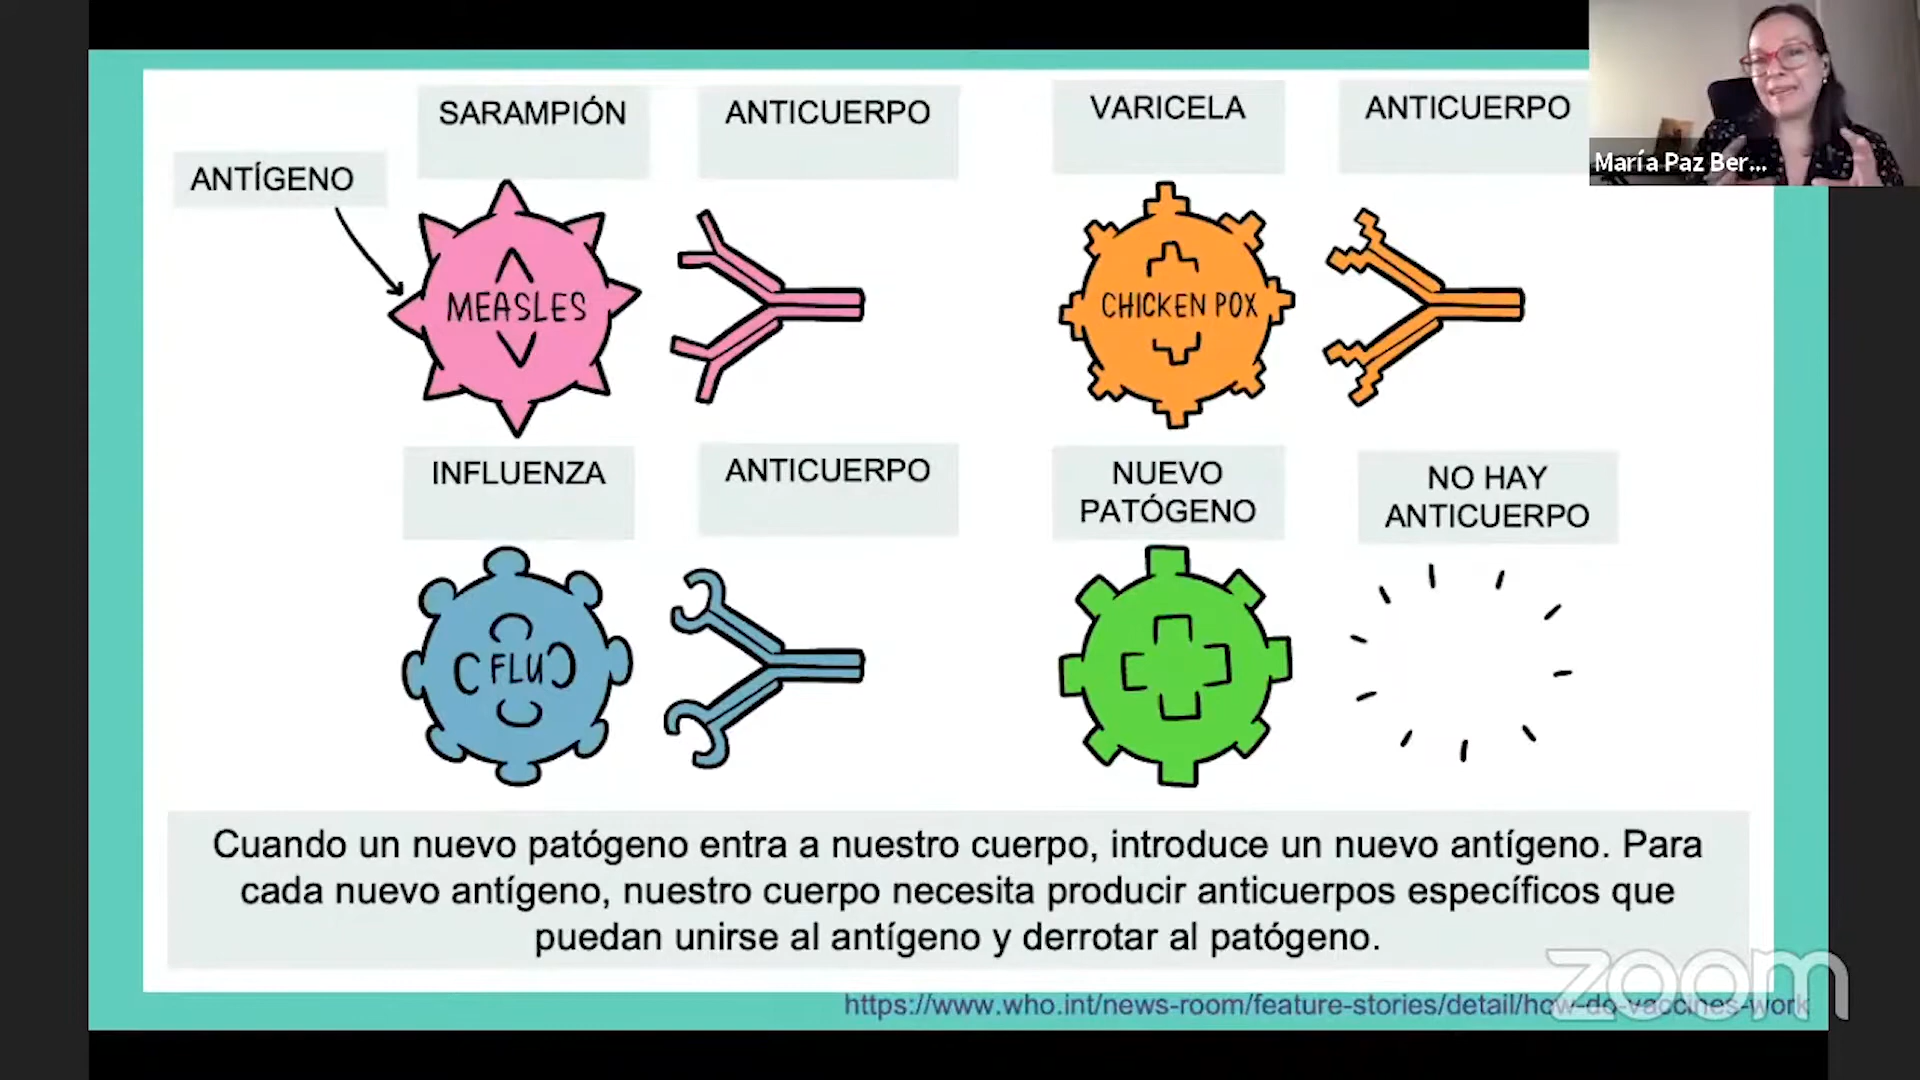 SARAMPIÓN
ANTICUERPO
VARICELA
ANTICUERPO
María Paz Ber...
ANTÍGENO
MEASLES
CHICKEN POX
INFLUENZA
ANTICUERPO
NUEVO
PATÓGENO
NO HAY
ANTICUERPO
FLU
Cuando un nuevo patógeno entra a nuestro cuerpo, introduce un nuevo antígeno. Para
cada nuevo antígeno, nuestro cuerpo necesita producir anticuerpos específicos que
puedan unirse al antígeno y derrotar al patógeno.
zoom
https://www.who.int/news-room/feature-stories/detail/how-do-vaccines-work